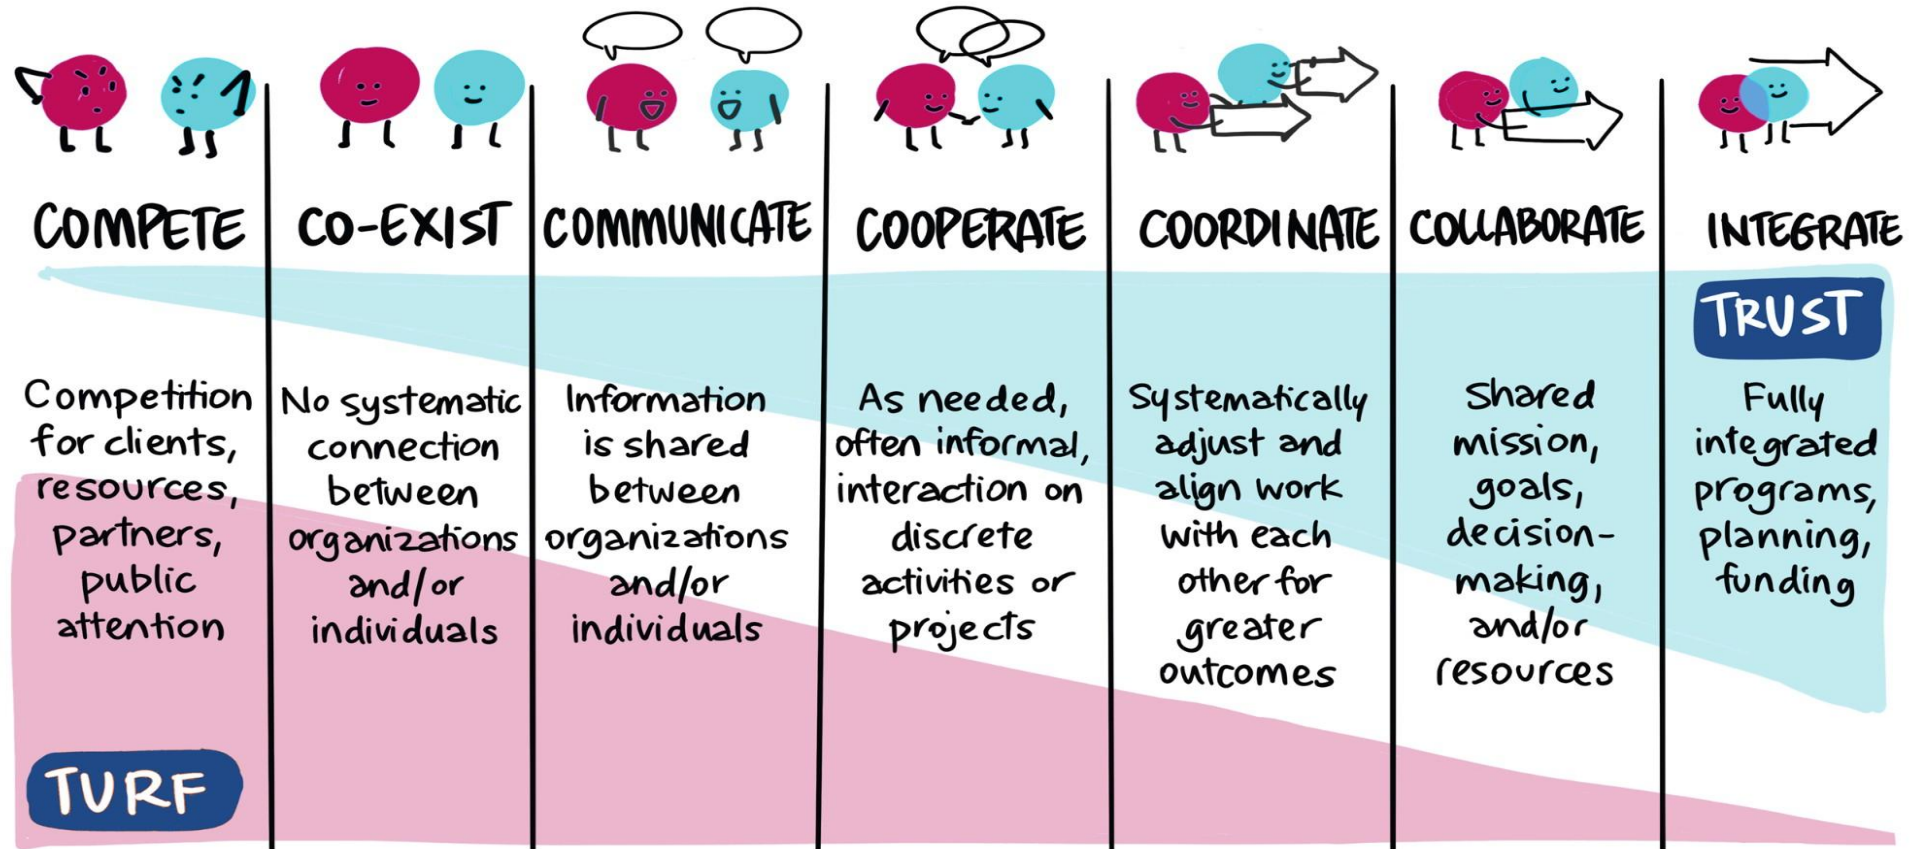 COMPETE
CO-EXIST
COMMUNICATE
COOPERATE
COORDINATE
COLLABORATE
INTEGRATE
TRUST
Competition
for clients,
resources,
partners,
public
attention
No systematic
connection
between
organizations
and/or
individuals
Information
is shared
between
organizations
and/or
individuals
As needed,
often informal,
interaction on
discrete
activities or
projects
Systematically
adjust and
align work
with each
other for
greater
outcomes
Shared
mission,
goals,
decision-
making,
and/or
resources
Fully
integrated
programs,
planning,
funding
TURF